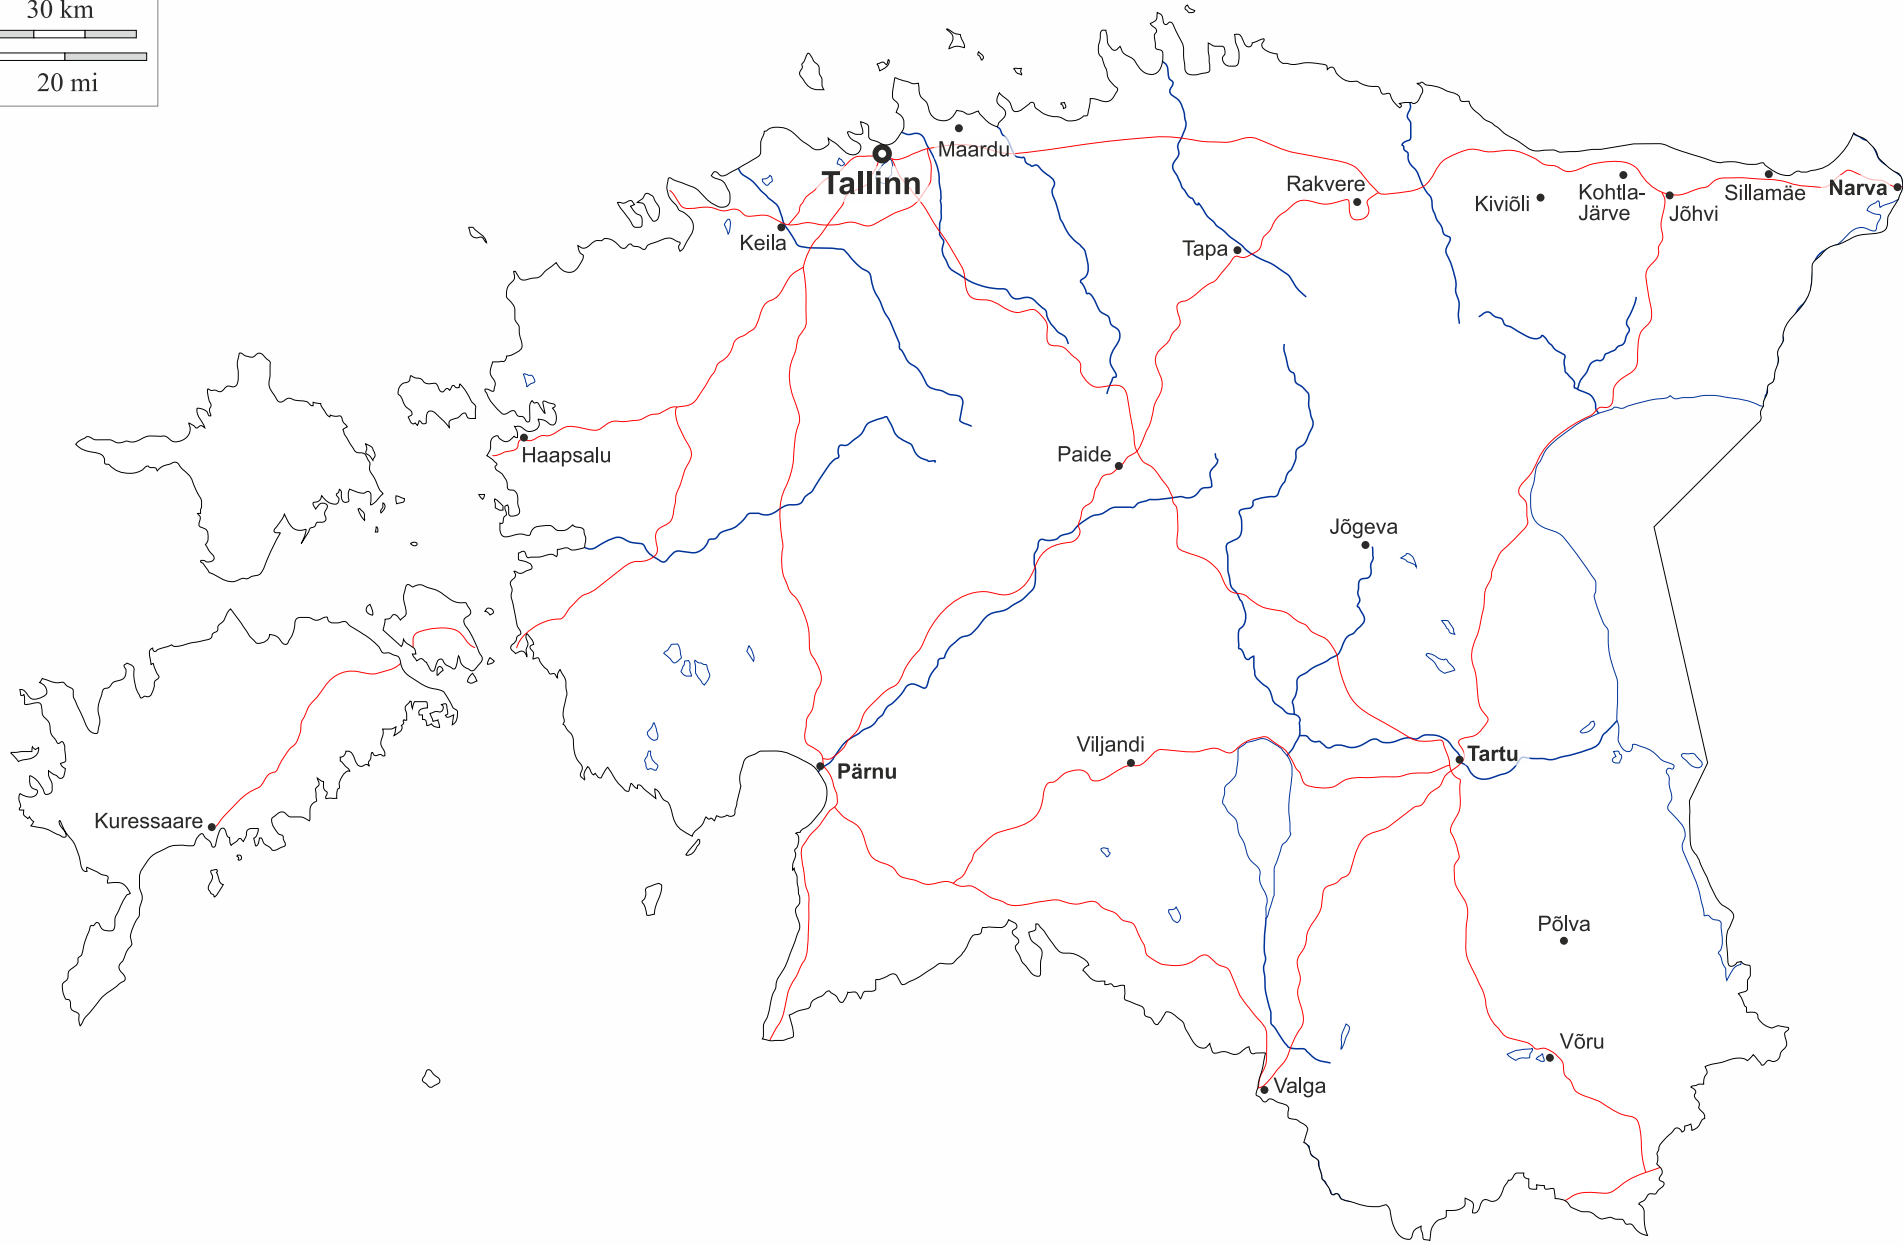 30 km
20 mi
Maardu
Tallinn
Rakvere
Kiviõli
Kohtla-
Järve
Jõhvi
Sillamäe
Narva
Keila
Tapa
Haapsalu
Paide
Jõgeva
Viljandi
Tartu
Pärnu
Kuressaare
Põlva
Võru
Valga